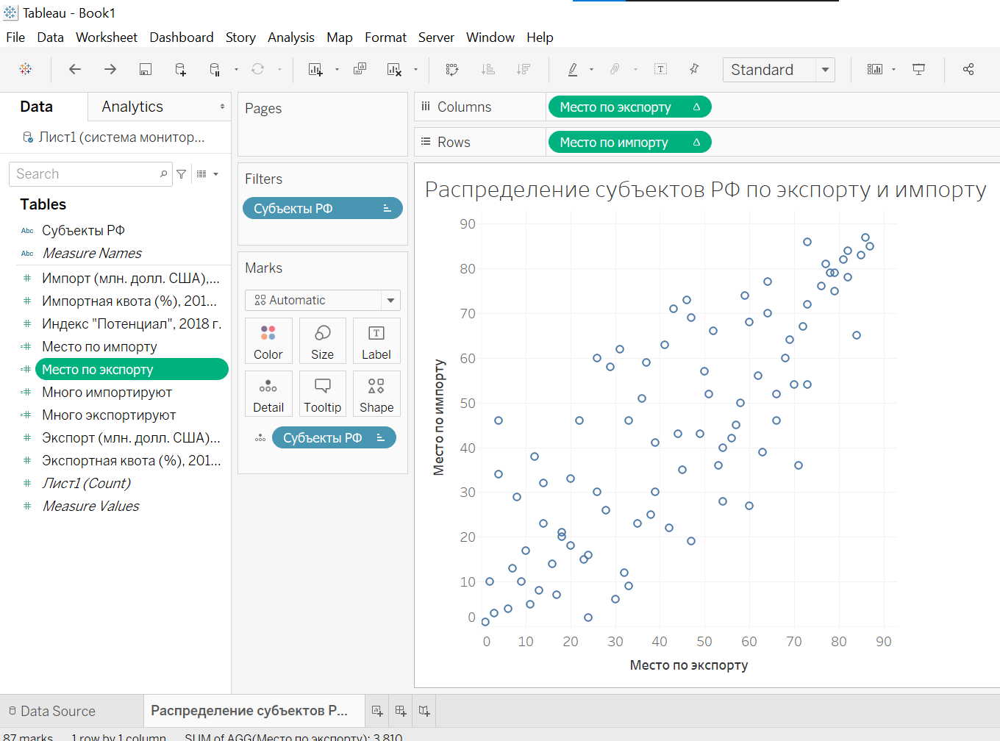 Tableau - Book1
File Data Worksheet Dashboard Story Analysis Map Format Server Window Help
Standard
Data Analytics
Лист1 (система монитор...
Search
Tables
Abc Субъекты РФ
Abc Measure Names
Импорт (млн. долл. США),...
Импортная квота (%), 201...
Индекс "Потенциал", 2018 г.
Место по импорту
Место по экспорту
Много импортируют
Много экспортируют
Экспорт (млн. долл. США)...
Экспортная квота (%), 201...
Лист1 (Count)
Measure Values
Pages
Filters
Субъекты РФ
Marks
Automatic
Color Size Label
Detail Tooltip Shape
Субъекты РФ
Columns Место по экспорту
Rows Место по импорту
Распределение субъектов РФ по экспорту и импорту
90
80
70
60
50
40
30
20
10
0
Место по импорту
0 10 20 30 40 50 60 70 80 90
Место по экспорту
Data Source Распределение субъектов Р...
87 marks 1 row by 1 column SUM of AGG(Место по экспорту): 3 810